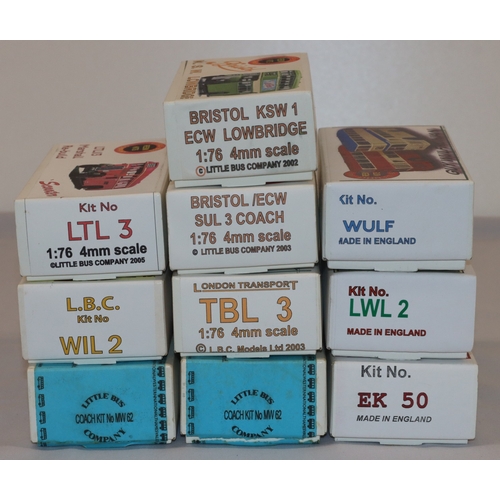 BRISTOL KSW 1
ECW LOWBRIDGE
1:76 4mm scale
© LITTLE BUS COMPANY 2002
Kit No
LTL 3
1:76 4mm scale
©LITTLE BUS COMPANY 2005
BRISTOL /ECW
SUL 3 COACH
1:76 4mm scale
© LITTLE BUS COMPANY 2003
Kit No.
WULF
MADE IN ENGLAND
L.B.C.
Kit No
WIL 2
LONDON TRANSPORT
TBL 3
1:76 4mm scale
© L.B.C. Models Ltd 2003
Kit No.
LWL 2
MADE IN ENGLAND
LITTLE BUS
COACH KIT No MW 62
COMPANY
LITTLE BUS
COACH KIT No MW 62
COMPANY
Kit No.
EK 50
MADE IN ENGLAND